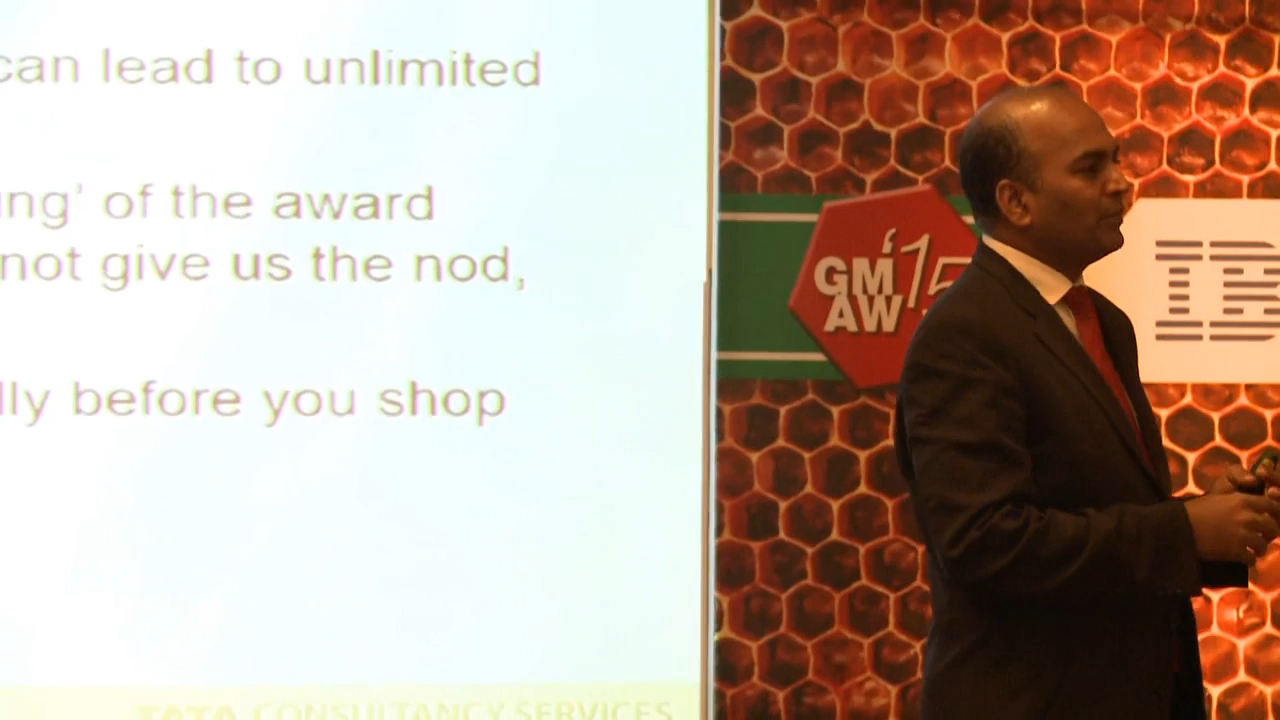 can lead to unlimited
ng' of the award
not give us the nod,
lly before you shop
TATA CONSULTANCY SERVICES
GM '15
AW
IB